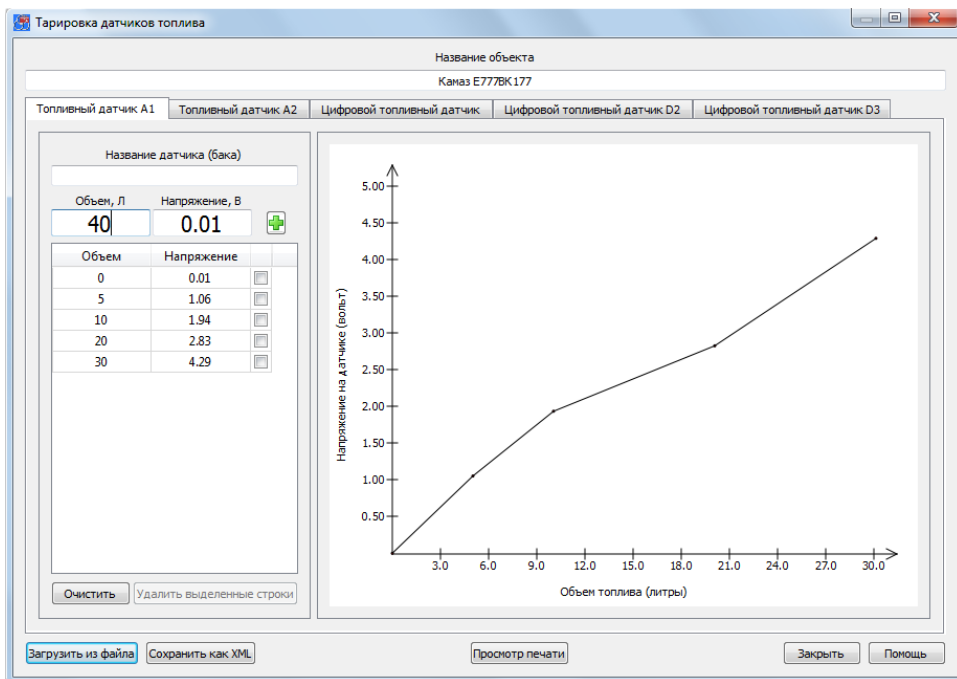 Тарировка датчиков топлива
Название объекта
Камаз Е777ВК177
Топливный датчик А1 Топливный датчик А2 Цифровой топливный датчик Цифровой топливный датчик D2 Цифровой топливный датчик D3
Название датчика (бака)
Объем, Л Напряжение, В
40 0.01
Объем Напряжение
0 0.01
5 1.06
10 1.94
20 2.83
30 4.29
Очистить Удалить выделенные строки
Напряжение на датчике (вольт)
5.00
4.50
4.00
3.50
3.00
2.50
2.00
1.50
1.00
0.50
3.0 6.0 9.0 12.0 15.0 18.0 21.0 24.0 27.0 30.0
Объем топлива (литры)
Загрузить из файла Сохранить как XML Просмотр печати Закрыть Помощь